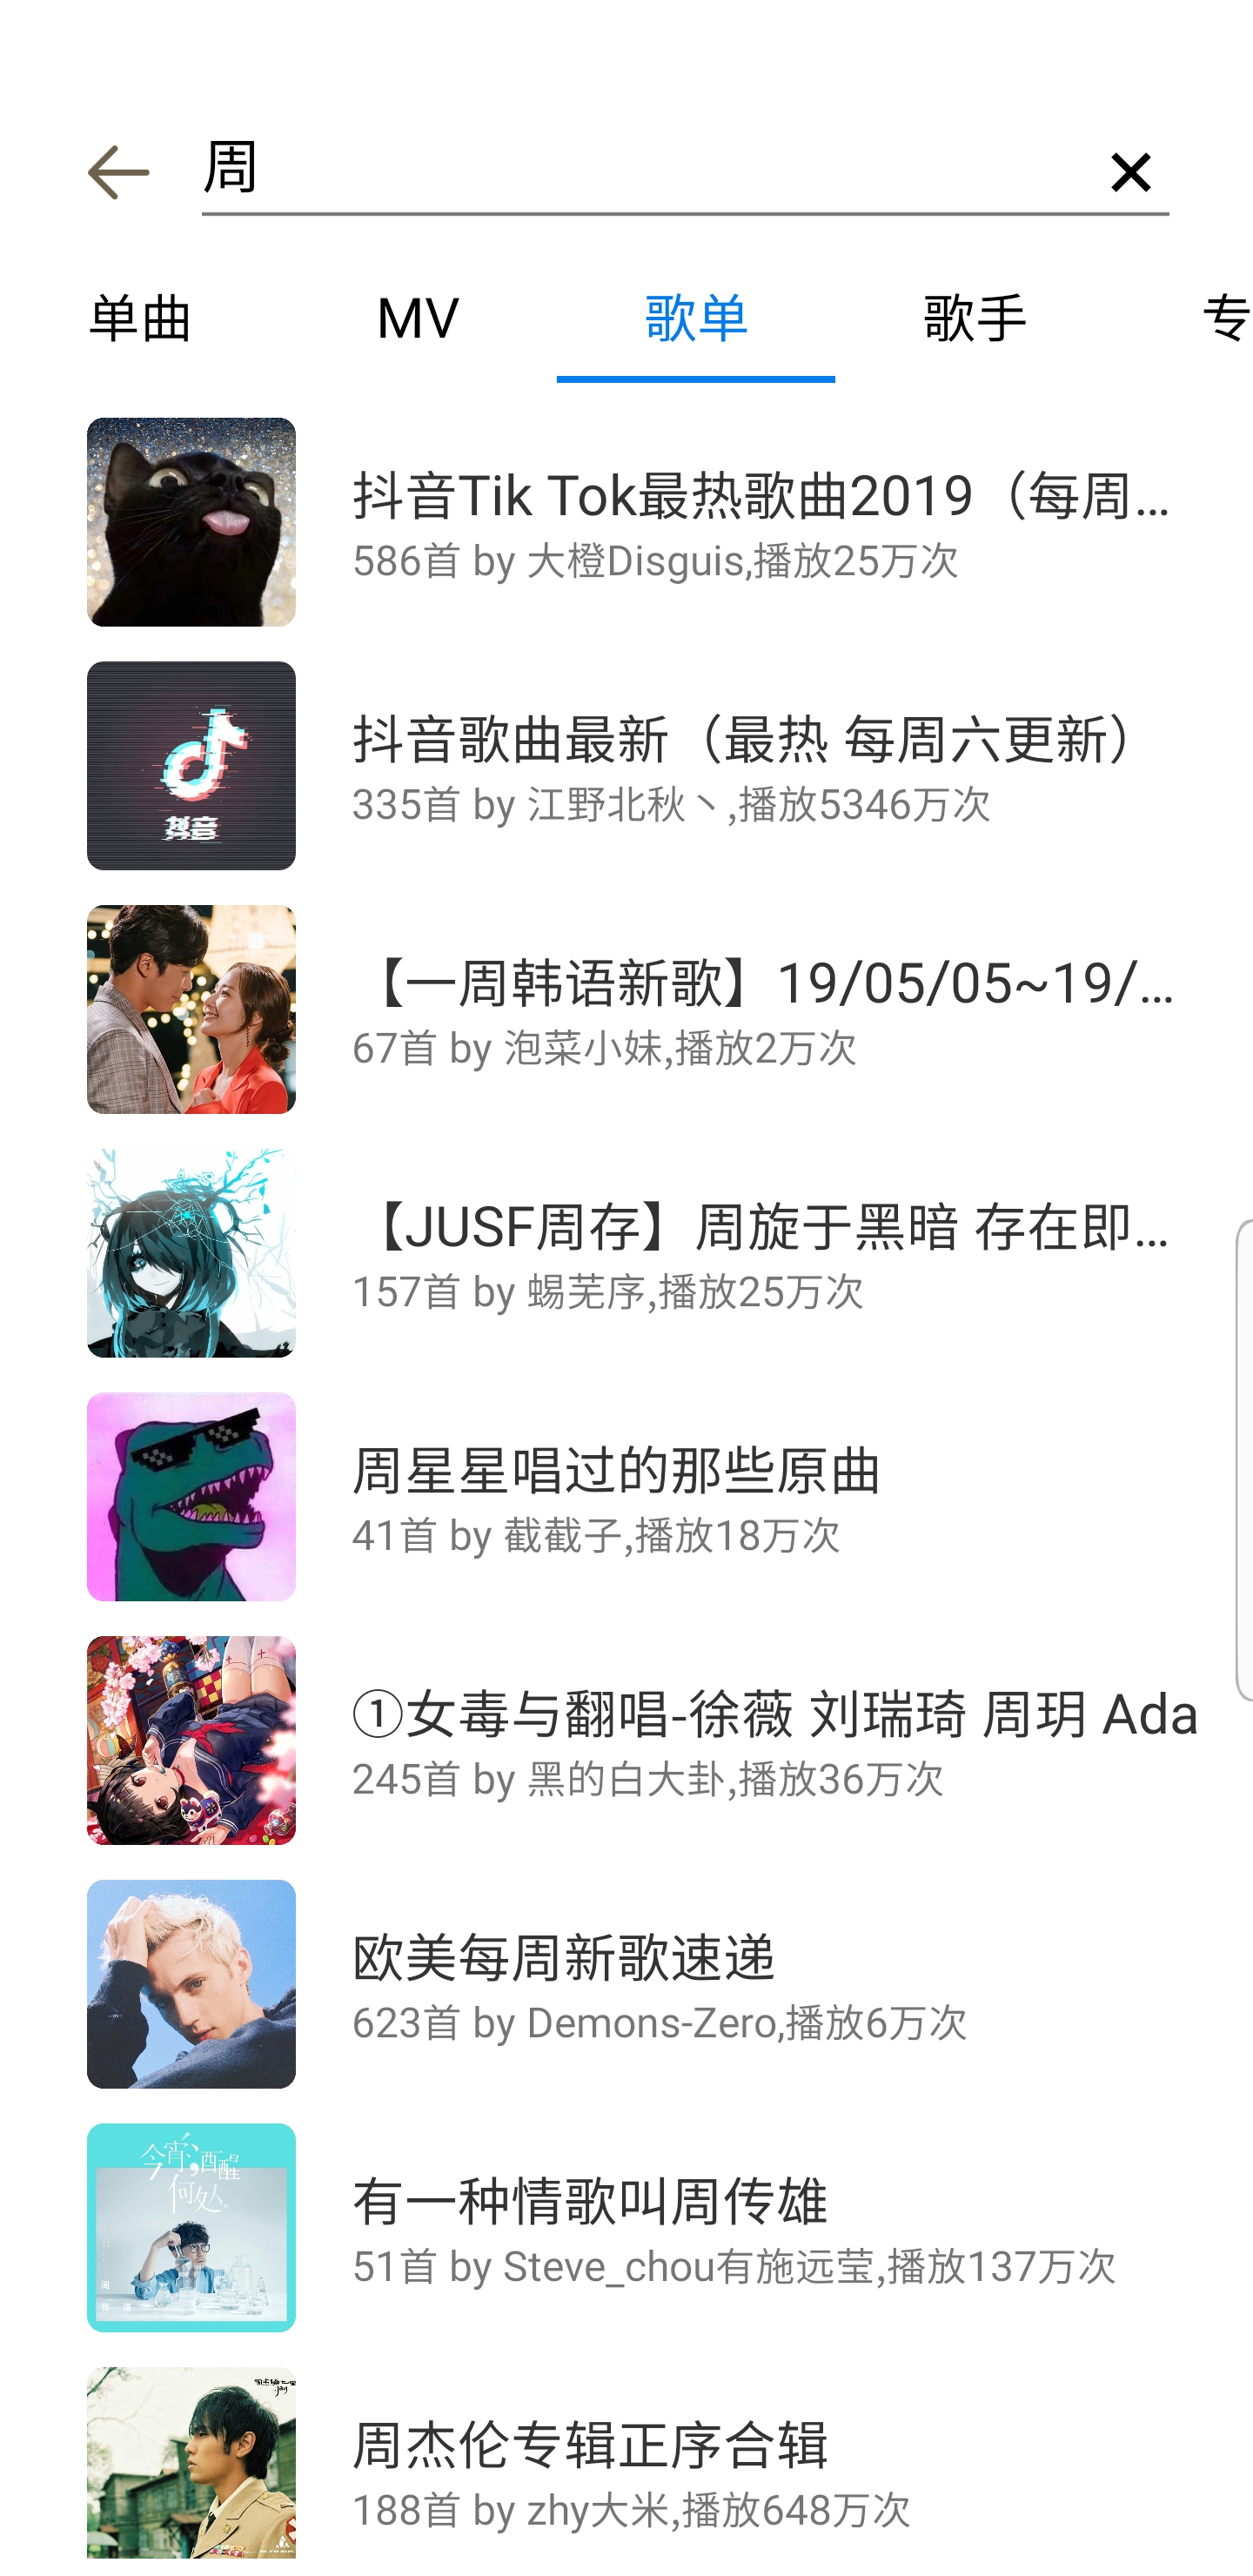 周
单曲 MV 歌单 歌手 专
抖音Tik Tok最热歌曲2019（每周...
586首 by 大橙Disguis,播放25万次
抖音
抖音歌曲最新（最热 每周六更新）
335首 by 江野北秋丶,播放5346万次
【一周韩语新歌】19/05/05~19/...
67首 by 泡菜小妹,播放2万次
【JUSF周存】周旋于黑暗 存在即...
157首 by 蜴芜序,播放25万次
周星星唱过的那些原曲
41首 by 截截子,播放18万次
①女毒与翻唱-徐薇 刘瑞琦 周玥 Ada
245首 by 黑的白大卦,播放36万次
欧美每周新歌速递
623首 by Demons-Zero,播放6万次
今宵酒醒
何处
有一种情歌叫周传雄
51首 by Steve_chou有施远莹,播放137万次
周杰伦专辑正序合辑
188首 by zhy大米,播放648万次